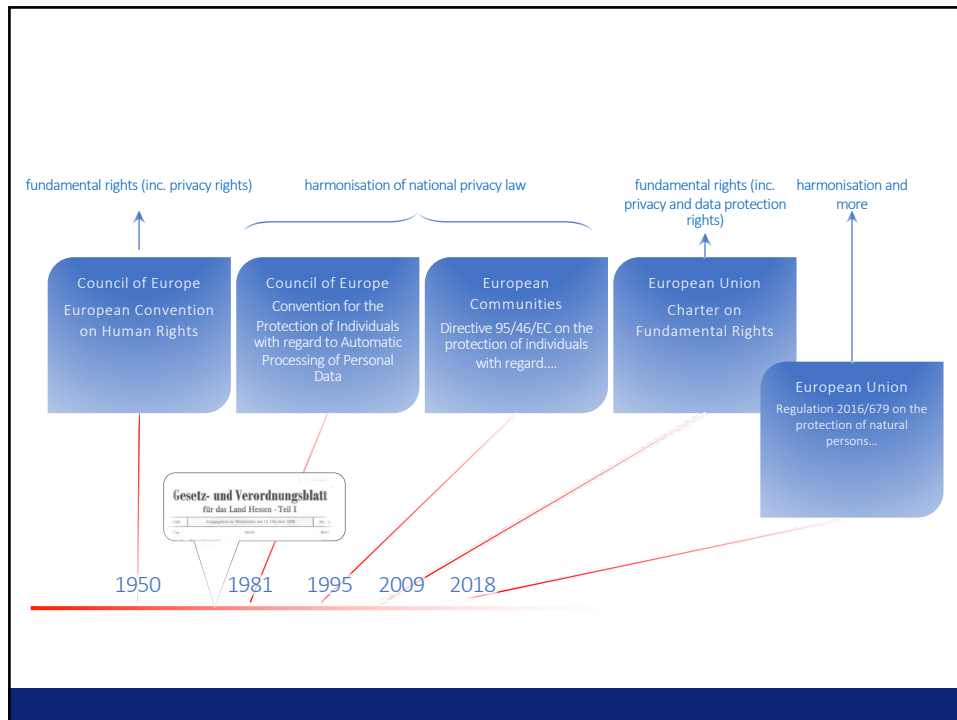 fundamental rights (inc. privacy rights)
harmonisation of national privacy law
fundamental rights (inc.
privacy and data protection
rights)
harmonisation and
more
Council of Europe
European Convention
on Human Rights
Council of Europe
Convention for the
Protection of Individuals
with regard to Automatic
Processing of Personal
Data
European
Communities
Directive 95/46/EC on the
protection of individuals
with regard....
European Union
Charter on
Fundamental Rights
European Union
Regulation 2016/679 on the
protection of natural
persons...
Gesetz- und Verordnungsblatt
für das Land Hessen · Teil I
1950
1981
1995
2009
2018